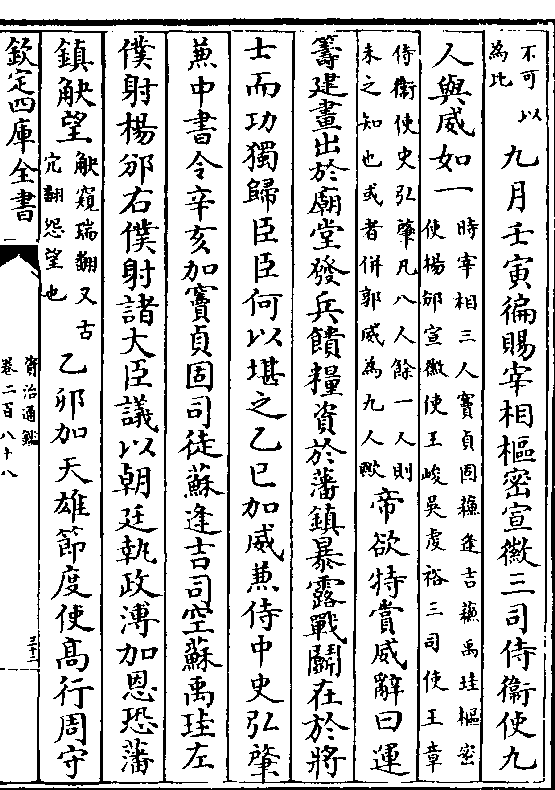 不可以
為比
九月壬寅徧賜宰相樞密宣徽三司侍衛使九
人與威如一
時宰相三人竇貞固蘇逢吉蘇禹珪樞密
使楊邠宣徽使王峻吳虔裕三司使王章
侍衛使史弘肇凡八人餘一人則
未之知也或者併郭威為九人歟
帝欲特賞威辭曰運
籌建畫出於廟堂發兵饋糧資於藩鎮暴露戰鬬在於將
士而功獨歸臣臣何以堪之乙巳加威兼侍中史弘肇
兼中書令辛亥加竇貞固司徒蘇逢吉司空蘇禹珪左
僕射楊邠右僕射諸大臣議以朝廷執政溥加恩恐藩
鎮觖望
觖窺瑞翻又古
宂翻怨望也
乙卯加天雄節度使高行周守
欽定四庫全書
資治通鑑
卷二百八十八
三十二